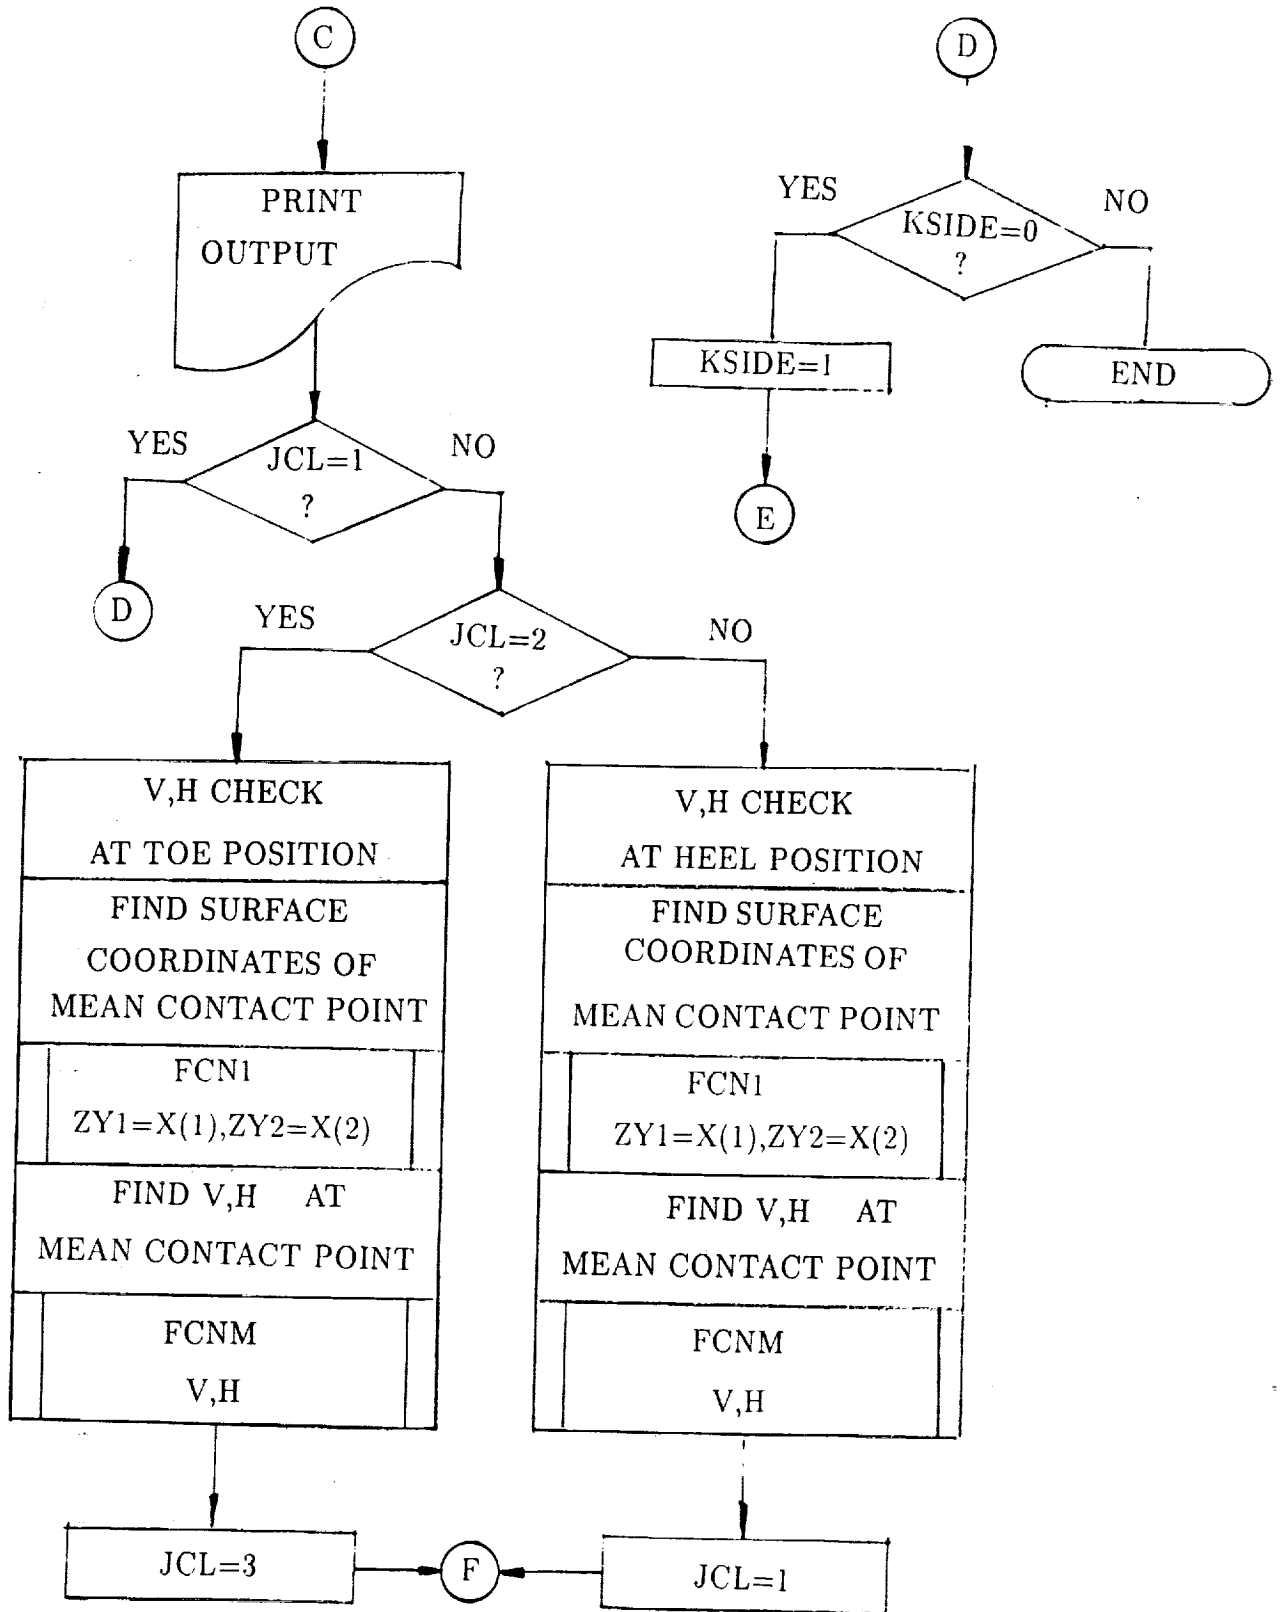 C
PRINT
OUTPUT
YES
JCL=1
?
NO
D
YES
JCL=2
?
NO
V,H CHECK
AT TOE POSITION
FIND SURFACE
COORDINATES OF
MEAN CONTACT POINT
FCN1
ZY1=X(1),ZY2=X(2)
FIND V,H AT
MEAN CONTACT POINT
FCNM
V,H
JCL=3
F
V,H CHECK
AT HEEL POSITION
FIND SURFACE
COORDINATES OF
MEAN CONTACT POINT
FCN1
ZY1=X(1),ZY2=X(2)
FIND V,H AT
MEAN CONTACT POINT
FCNM
V,H
JCL=1
D
YES
KSIDE=0
?
NO
KSIDE=1
END
E